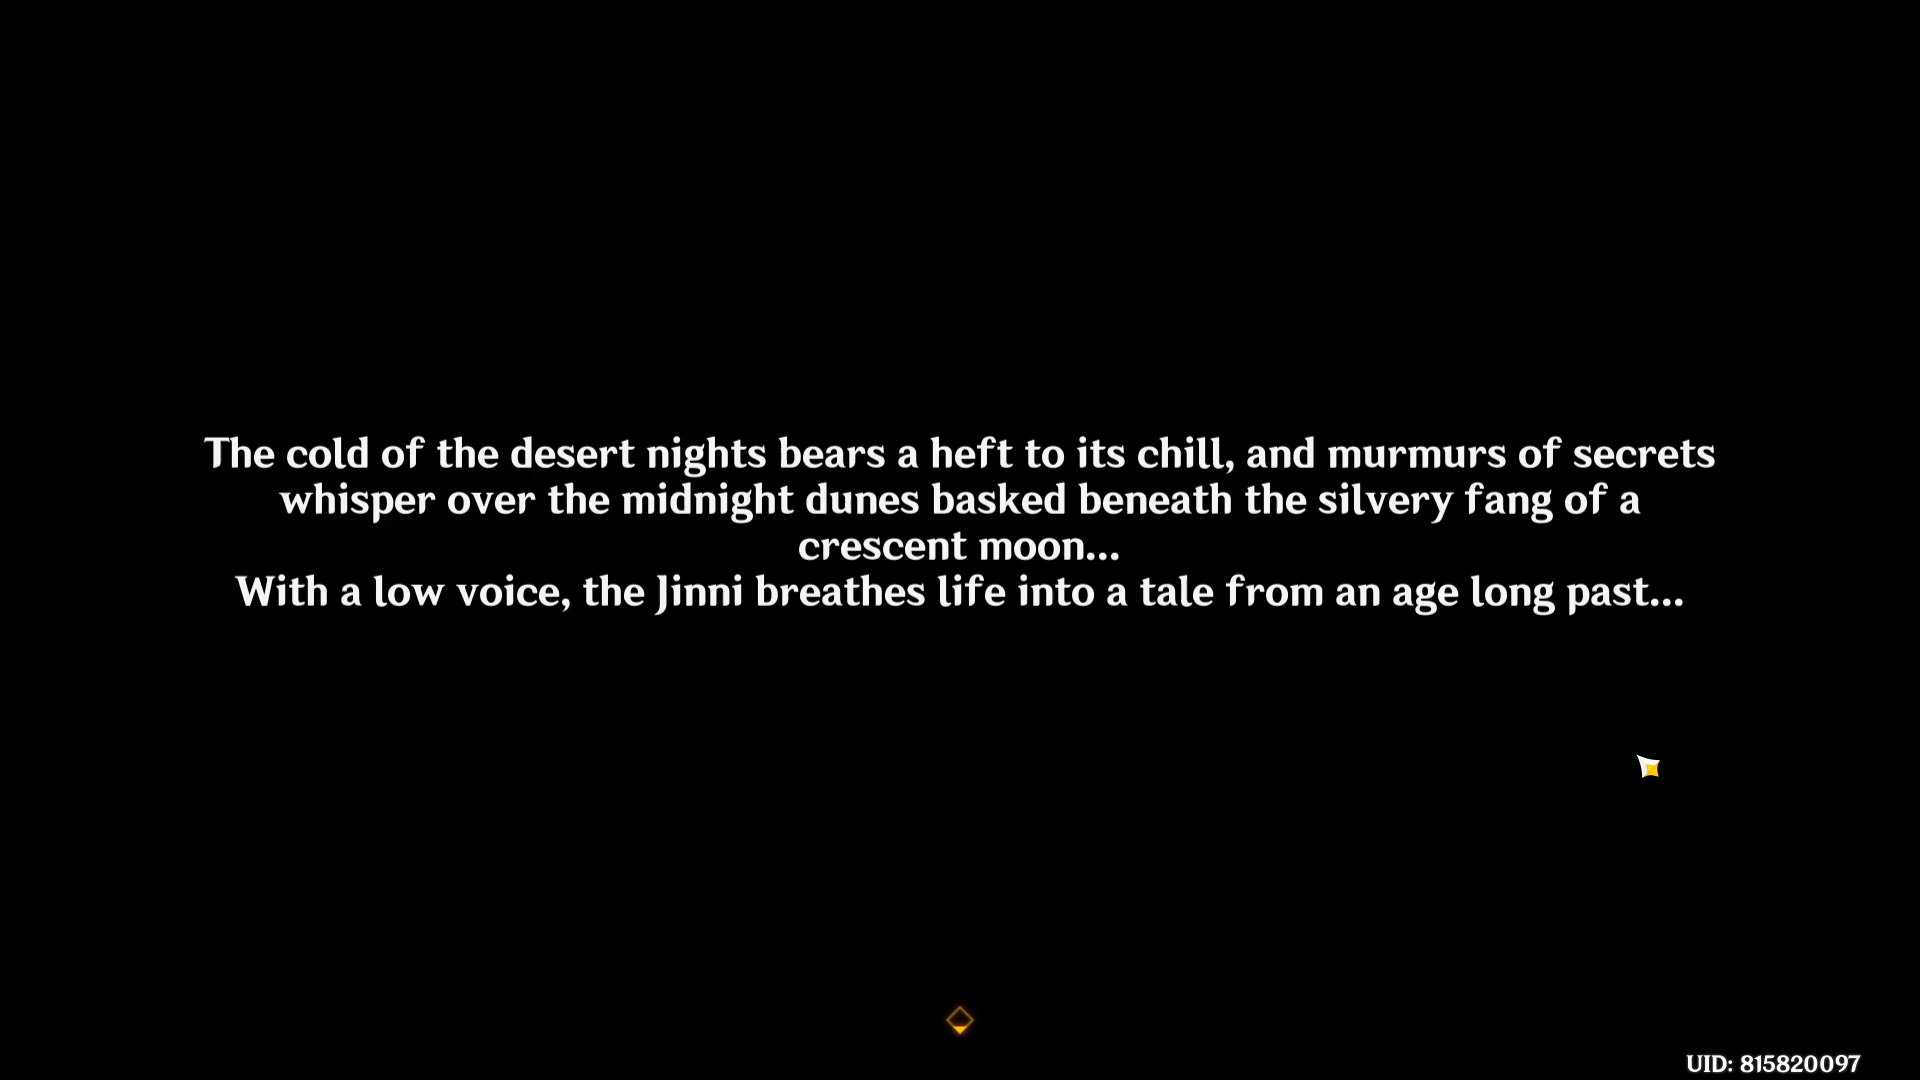 The cold of the desert nights bears a heft to its chill, and murmurs of secrets
whisper over the midnight dunes basked beneath the silvery fang of a
crescent moon...
With a low voice, the Jinni breathes life into a tale from an age long past...
UID: 815820097